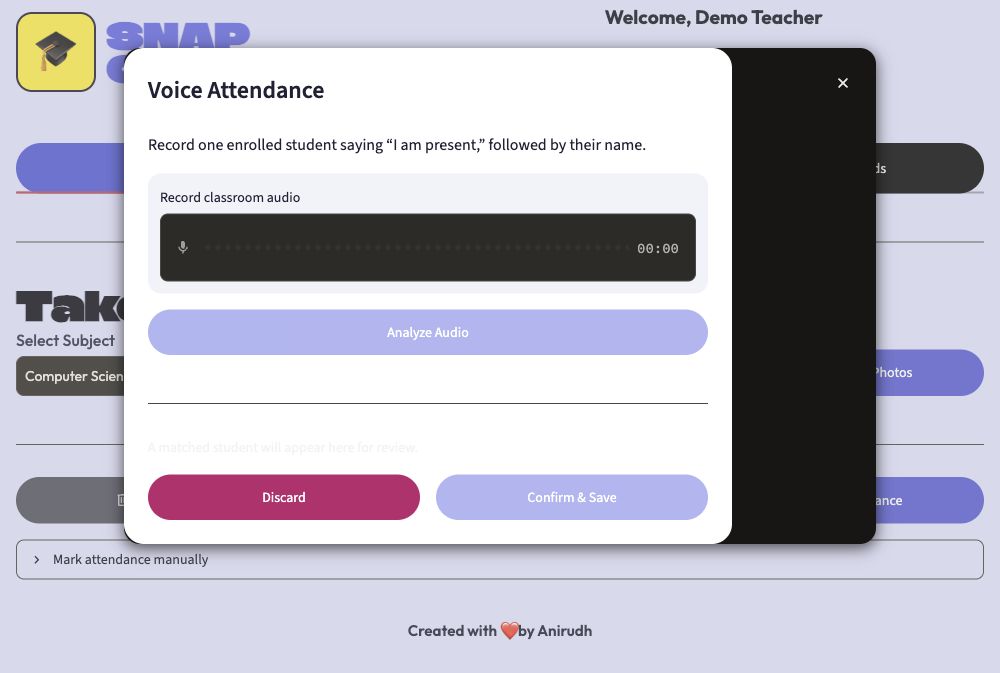 SNAP
Welcome, Demo Teacher
Voice Attendance
Record one enrolled student saying “I am present,” followed by their name.
Record classroom audio
00:00
Analyze Audio
Select Subject
Computer Scien
Photos
A matched student will appear here for review.
Discard
Confirm & Save
Mark attendance manually
Created with ❤️by Anirudh